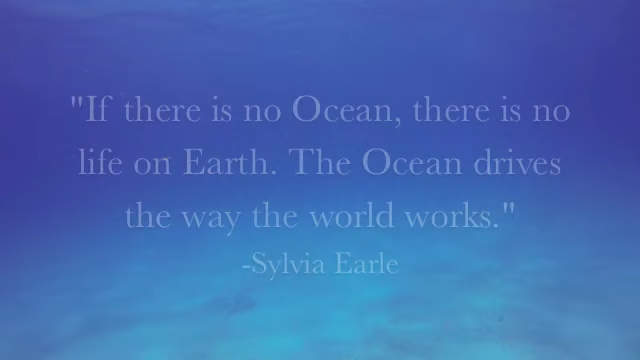 "If there is no Ocean, there is no
life on Earth. The Ocean drives
the way the world works."
-Sylvia Earle